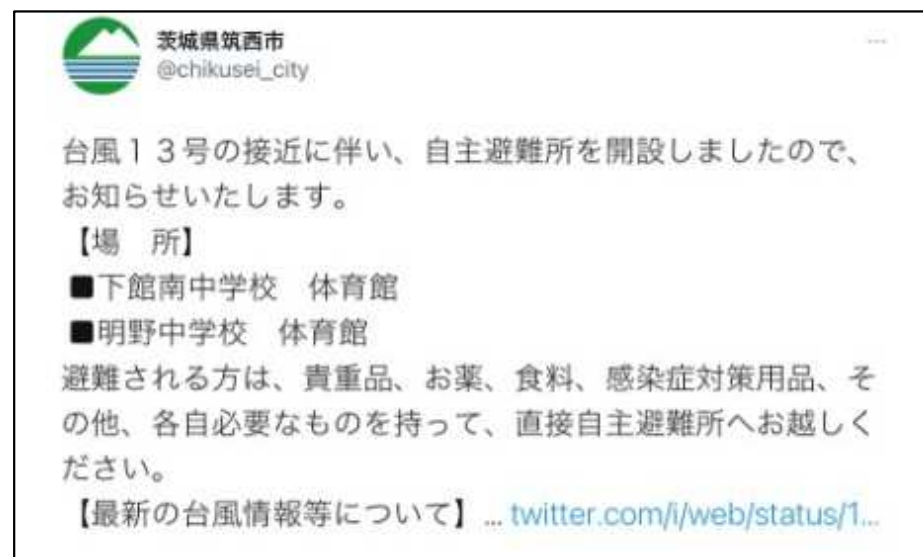 茨城県筑西市
@chikusei_city
...
台風１３号の接近に伴い、自主避難所を開設しましたので、
お知らせいたします。
【場　所】
■下館南中学校　体育館
■明野中学校　体育館
避難される方は、貴重品、お薬、食料、感染症対策用品、そ
の他、各自必要なものを持って、直接自主避難所へお越しく
ださい。
【最新の台風情報等について】... twitter.com/i/web/status/1...